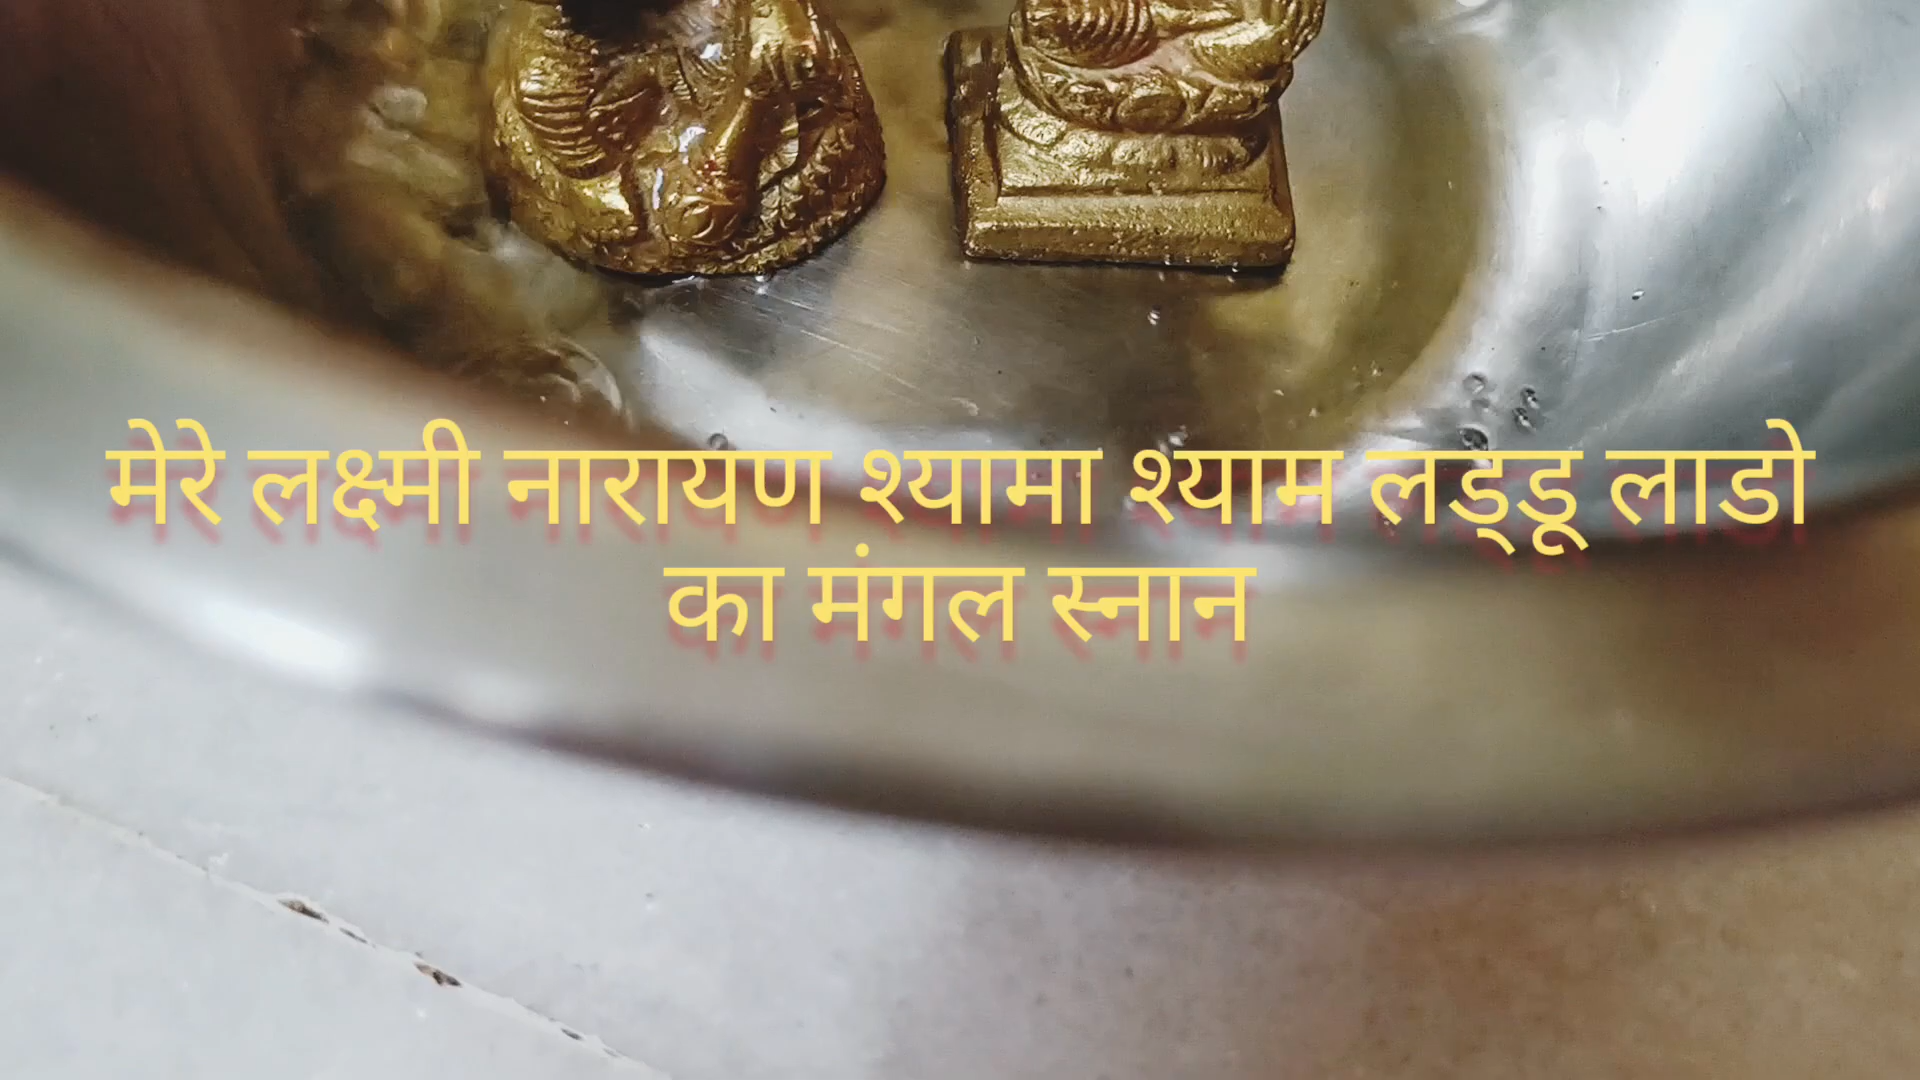 मेरे लक्ष्मी नारायण श्यामा श्याम लड्डू लाडो
का मंगल स्नान